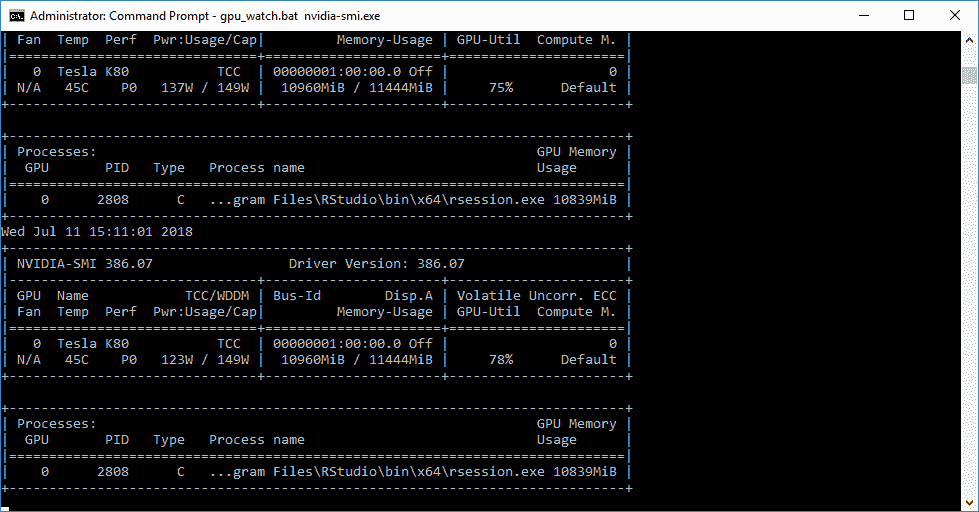 Administrator: Command Prompt - gpu_watch.bat  nvidia-smi.exe
| Fan  Temp  Perf  Pwr:Usage/Cap|         Memory-Usage | GPU-Util  Compute M. |
|===============================+======================+======================|
|   0  Tesla K80           TCC  | 00000001:00:00.0 Off |                    0 |
| N/A   45C    P0   137W / 149W |  10960MiB / 11444MiB |     75%      Default |
+-------------------------------+----------------------+----------------------+
+-----------------------------------------------------------------------------+
| Processes:                                                       GPU Memory |
|  GPU       PID   Type   Process name                             Usage      |
|=============================================================================|
|    0      2808      C   ...gram Files\RStudio\bin\x64\rsession.exe 10839MiB |
+-----------------------------------------------------------------------------+
Wed Jul 11 15:11:01 2018
+-----------------------------------------------------------------------------+
| NVIDIA-SMI 386.07                 Driver Version: 386.07                    |
|-------------------------------+----------------------+----------------------+
| GPU  Name            TCC/WDDM | Bus-Id        Disp.A | Volatile Uncorr. ECC |
| Fan  Temp  Perf  Pwr:Usage/Cap|         Memory-Usage | GPU-Util  Compute M. |
|===============================+======================+======================|
|   0  Tesla K80           TCC  | 00000001:00:00.0 Off |                    0 |
| N/A   45C    P0   123W / 149W |  10960MiB / 11444MiB |     78%      Default |
+-------------------------------+----------------------+----------------------+
+-----------------------------------------------------------------------------+
| Processes:                                                       GPU Memory |
|  GPU       PID   Type   Process name                             Usage      |
|=============================================================================|
|    0      2808      C   ...gram Files\RStudio\bin\x64\rsession.exe 10839MiB |
+-----------------------------------------------------------------------------+